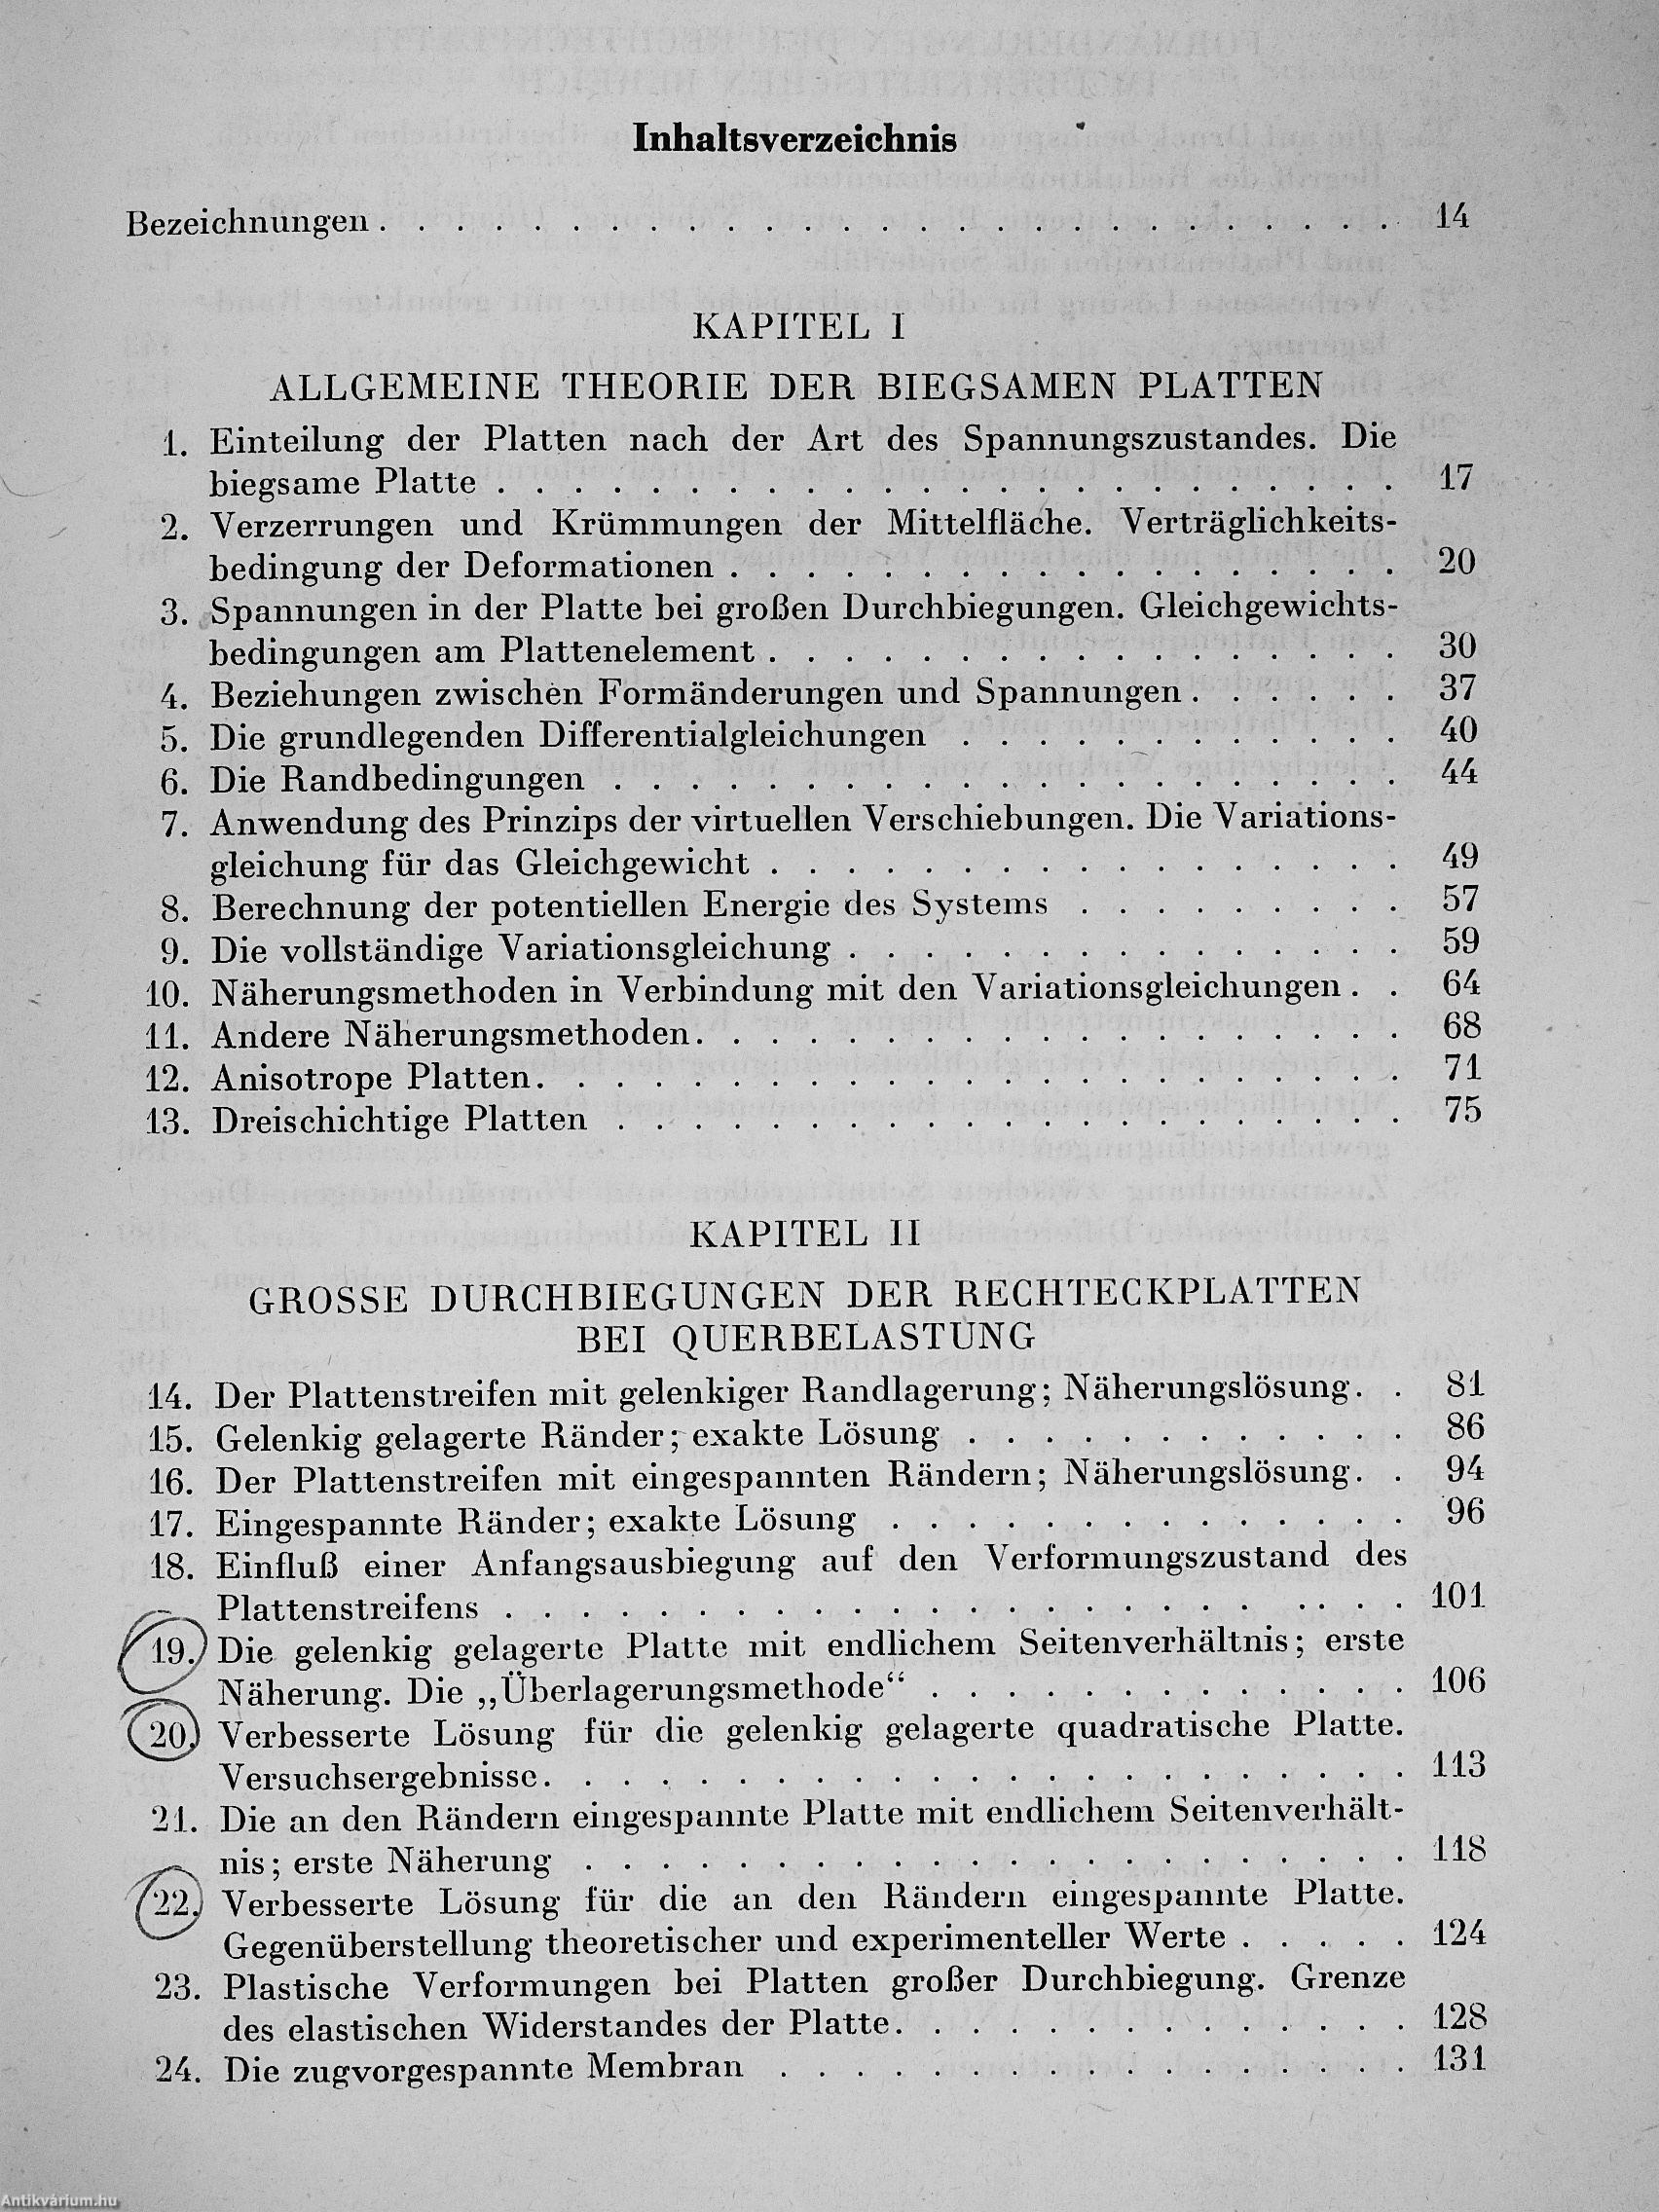 Inhaltsverzeichnis
Bezeichnungen . . . . . . . . . . . . . . . . . . . . . . . . . . . 14
KAPITEL I
ALLGEMEINE THEORIE DER BIEGSAMEN PLATTEN
1. Einteilung der Platten nach der Art des Spannungszustandes. Die
biegsame Platte . . . . . . . . . . . . . . . . . . . . . . . . 17
2. Verzerrungen und Krümmungen der Mittelfläche. Verträglichkeits-
bedingung der Deformationen . . . . . . . . . . . . . . . . . . 20
3. Spannungen in der Platte bei großen Durchbiegungen. Gleichgewichts-
bedingungen am Plattenelement . . . . . . . . . . . . . . . . . 30
4. Beziehungen zwischen Formänderungen und Spannungen . . . . . . 37
5. Die grundlegenden Differentialgleichungen . . . . . . . . . . . . 40
6. Die Randbedingungen . . . . . . . . . . . . . . . . . . . . . 44
7. Anwendung des Prinzips der virtuellen Verschiebungen. Die Variations-
gleichung für das Gleichgewicht . . . . . . . . . . . . . . . . . 49
8. Berechnung der potentiellen Energie des Systems . . . . . . . . . 57
9. Die vollständige Variationsgleichung . . . . . . . . . . . . . . . 59
10. Näherungsmethoden in Verbindung mit den Variationsgleichungen . . 64
11. Andere Näherungsmethoden . . . . . . . . . . . . . . . . . . . 68
12. Anisotrope Platten . . . . . . . . . . . . . . . . . . . . . . . 71
13. Dreischichtige Platten . . . . . . . . . . . . . . . . . . . . . 75
KAPITEL II
GROSSE DURCHBIEGUNGEN DER RECHTECKPLATTEN
BEI QUERBELASTUNG
14. Der Plattenstreifen mit gelenkiger Randlagerung; Näherungslösung . . 81
15. Gelenkig gelagerte Ränder; exakte Lösung . . . . . . . . . . . . 86
16. Der Plattenstreifen mit eingespannten Rändern; Näherungslösung . . 94
17. Eingespannte Ränder; exakte Lösung . . . . . . . . . . . . . . 96
18. Einfluß einer Anfangsausbiegung auf den Verformungszustand des
Plattenstreifens . . . . . . . . . . . . . . . . . . . . . . . . 101
19. Die gelenkig gelagerte Platte mit endlichem Seitenverhältnis; erste
Näherung. Die „Überlagerungsmethode“ . . . . . . . . . . . . . 106
20. Verbesserte Lösung für die gelenkig gelagerte quadratische Platte.
Versuchsergebnisse . . . . . . . . . . . . . . . . . . . . . . . 113
21. Die an den Rändern eingespannte Platte mit endlichem Seitenverhält-
nis; erste Näherung . . . . . . . . . . . . . . . . . . . . . . 118
22. Verbesserte Lösung für die an den Rändern eingespannte Platte.
Gegenüberstellung theoretischer und experimenteller Werte . . . . . 124
23. Plastische Verformungen bei Platten großer Durchbiegung. Grenze
des elastischen Widerstandes der Platte . . . . . . . . . . . . . . 128
24. Die zugvorgespannte Membran . . . . . . . . . . . . . . . . . 131
Antikvárium.hu